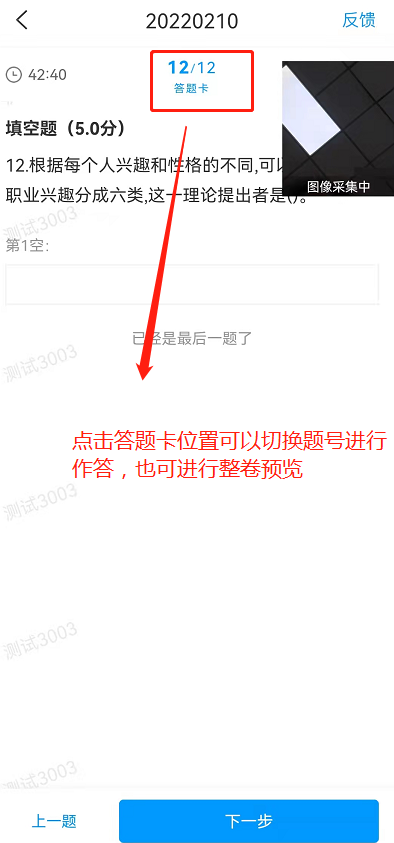 20220210
反馈
42:40
12/12
答题卡
图像采集中
填空题（5.0分）
12.根据每个人兴趣和性格的不同,可以
职业兴趣分成六类,这一理论提出者是()。
测试3003
第1空:
已经是最后一题了
测试3003
点击答题卡位置可以切换题号进行
作答，也可进行整卷预览
测试3003
测试3003
测试3003
上一题
下一步